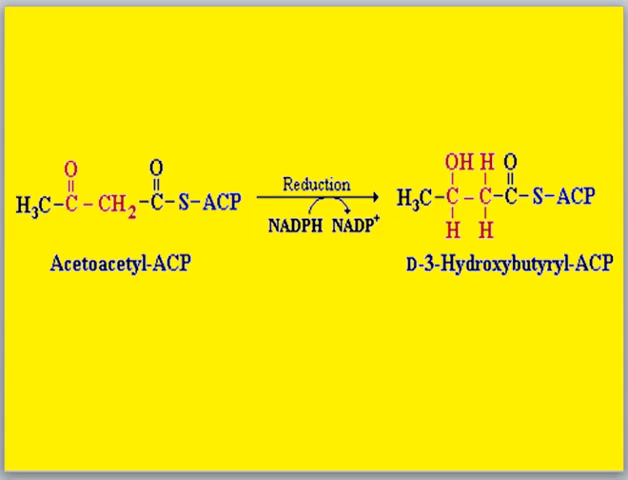 O O OH H O
H₃C–C–CH₂–C–S–ACP Reduction H₃C–C–C–C–S–ACP
NADPH NADP⁺ H H
Acetoacetyl-ACP D-3-Hydroxybutyryl-ACP